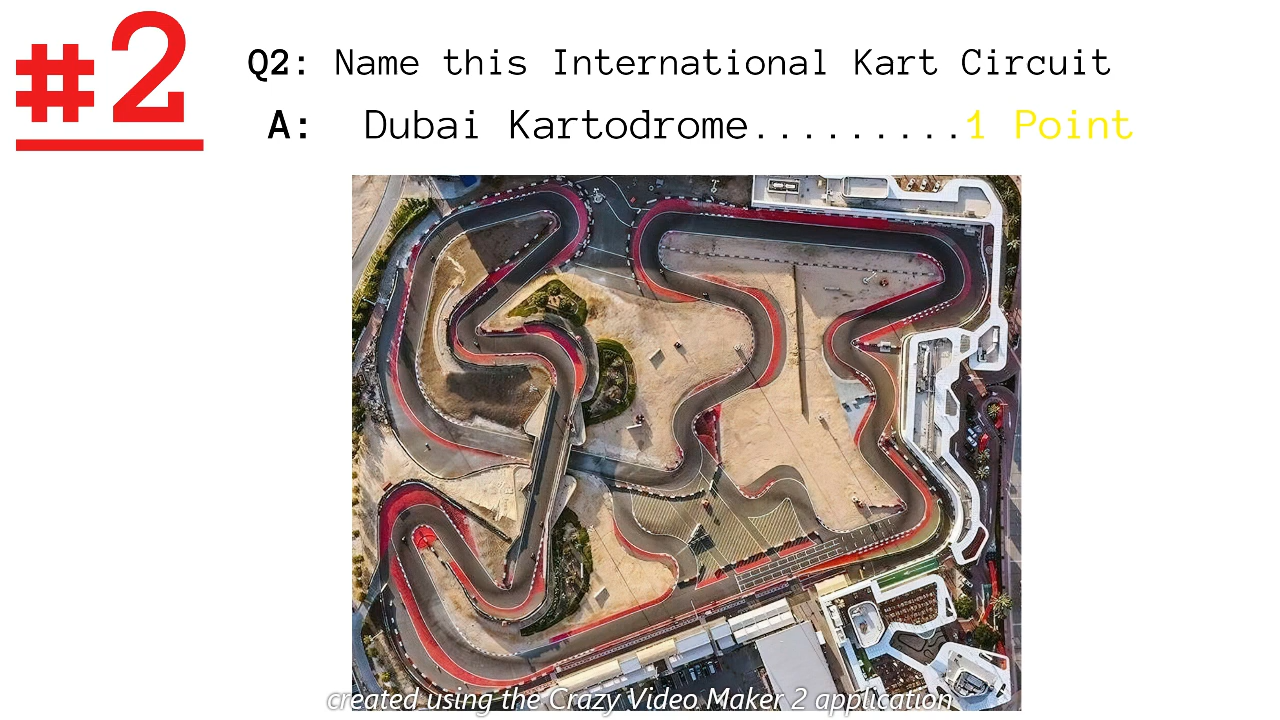 #2
Q2: Name this International Kart Circuit
A: Dubai Kartodrome.........1 Point
created using the Crazy Video Maker 2 application